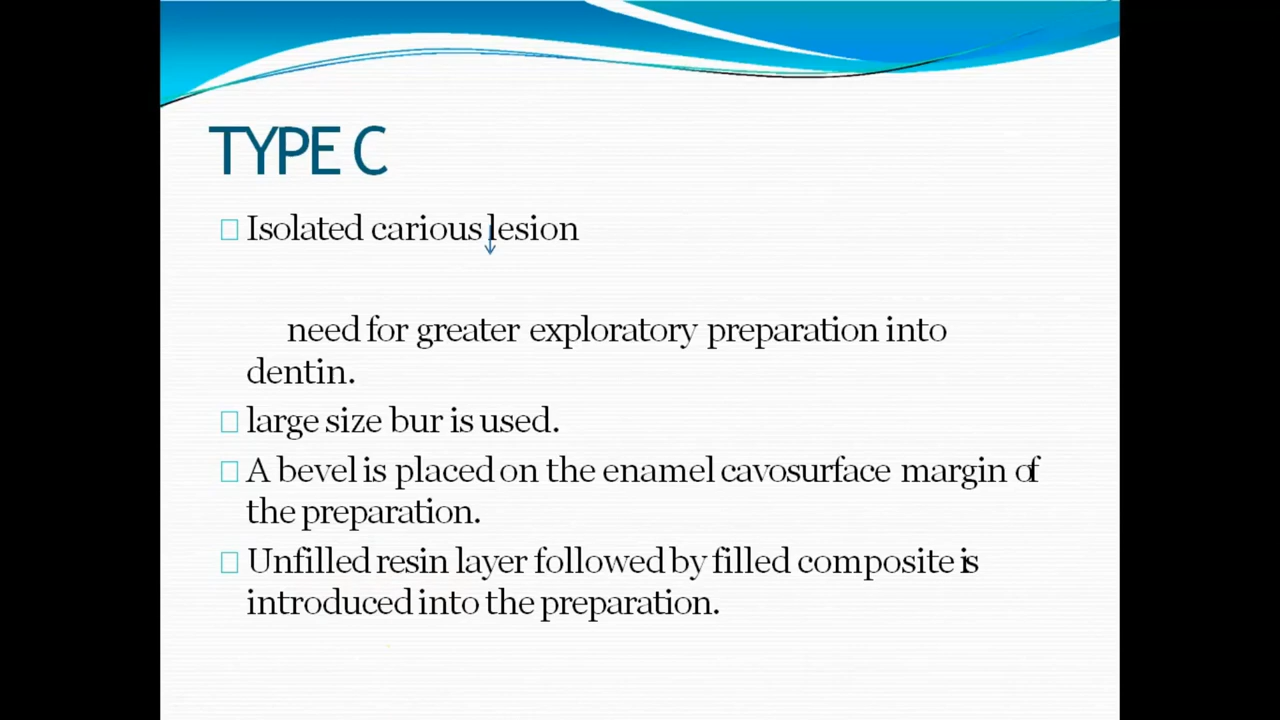 TYPE C
Isolated carious lesion
need for greater exploratory preparation into
dentin.
large size bur is used.
A bevel is placed on the enamel cavosurface margin of
the preparation.
Unfilled resin layer followed by filled composite is
introduced into the preparation.